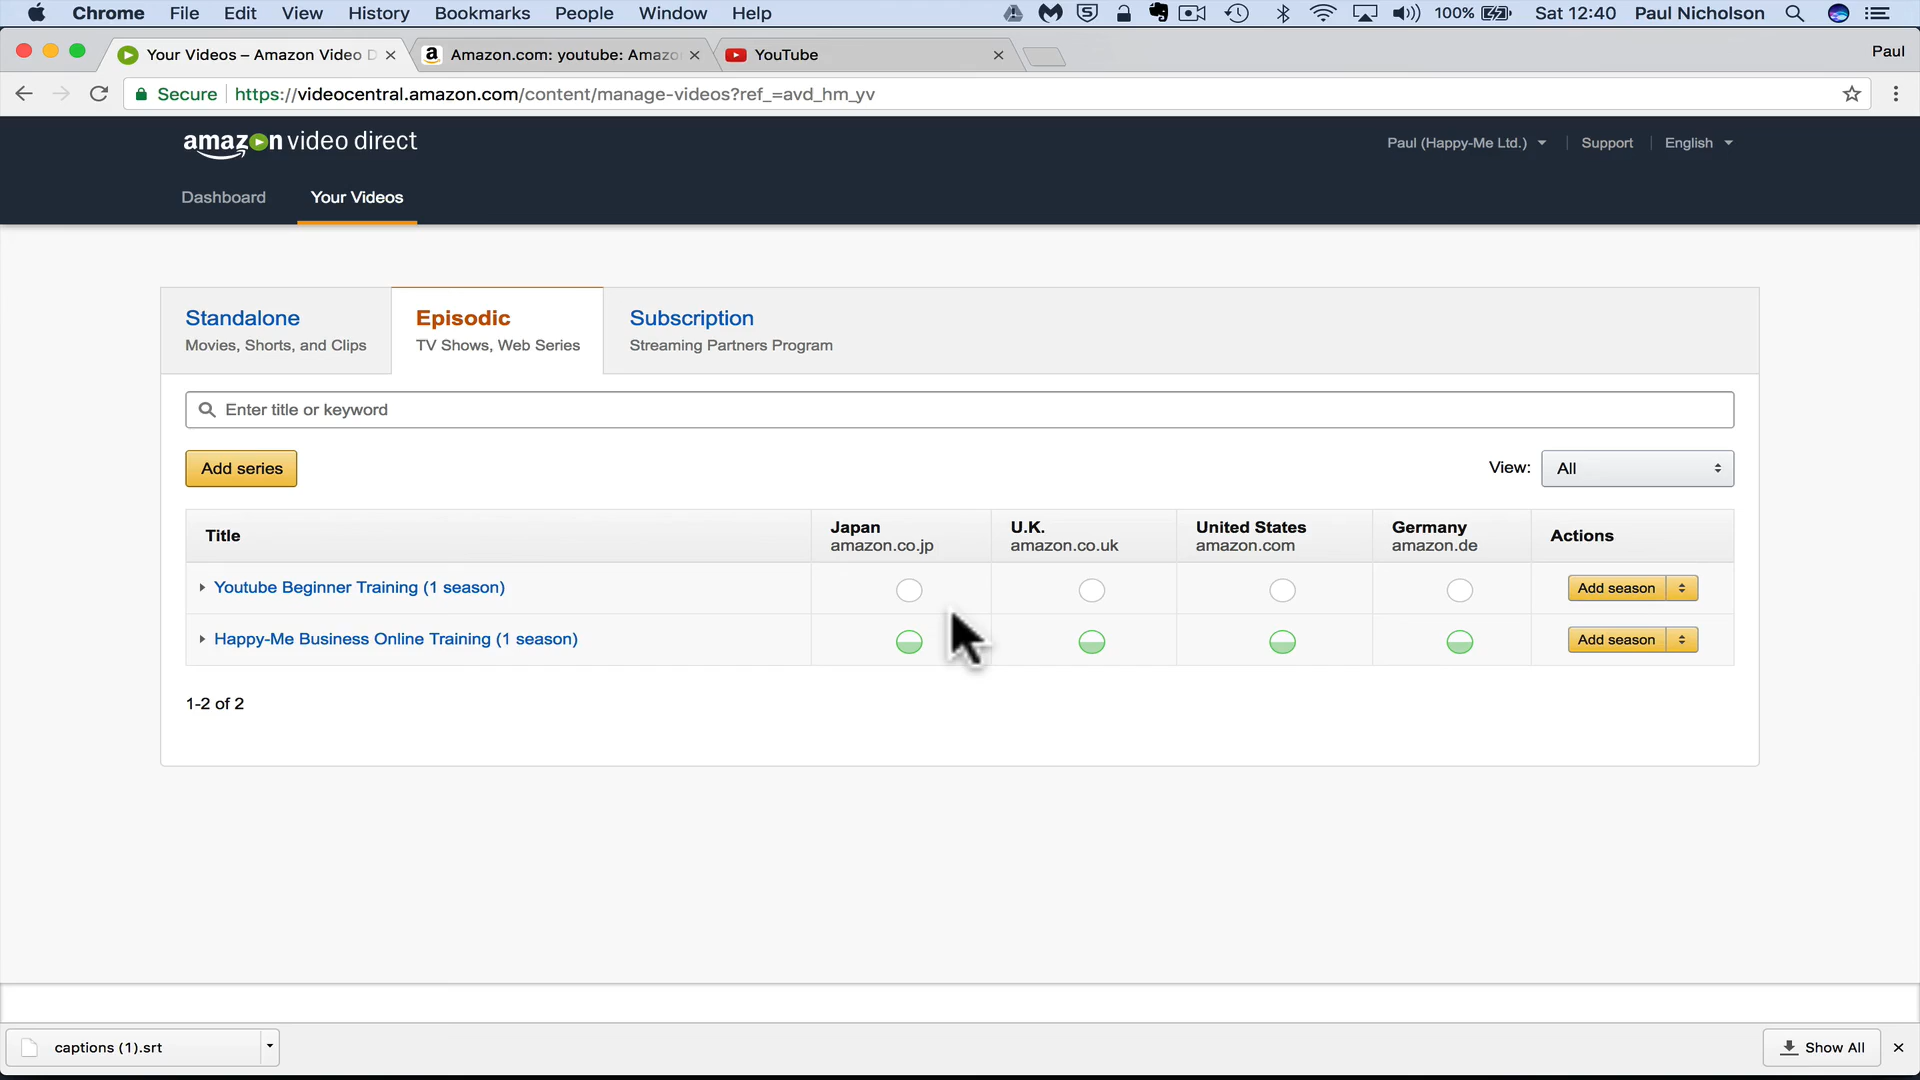 Chrome File Edit View History Bookmarks People Window Help 100% Sat 12:40 Paul Nicholson
Your Videos – Amazon Video D Amazon.com: youtube: Amazo YouTube Paul
Secure https://videocentral.amazon.com/content/manage-videos?ref_=avd_hm_yv
amazon video direct Paul (Happy-Me Ltd.) Support English
Dashboard Your Videos
Standalone Episodic Subscription
Movies, Shorts, and Clips TV Shows, Web Series Streaming Partners Program
Enter title or keyword
Add series View: All
Title Japan U.K. United States Germany Actions
amazon.co.jp amazon.co.uk amazon.com amazon.de
Youtube Beginner Training (1 season) Add season
Happy-Me Business Online Training (1 season) Add season
1-2 of 2
captions (1).srt Show All